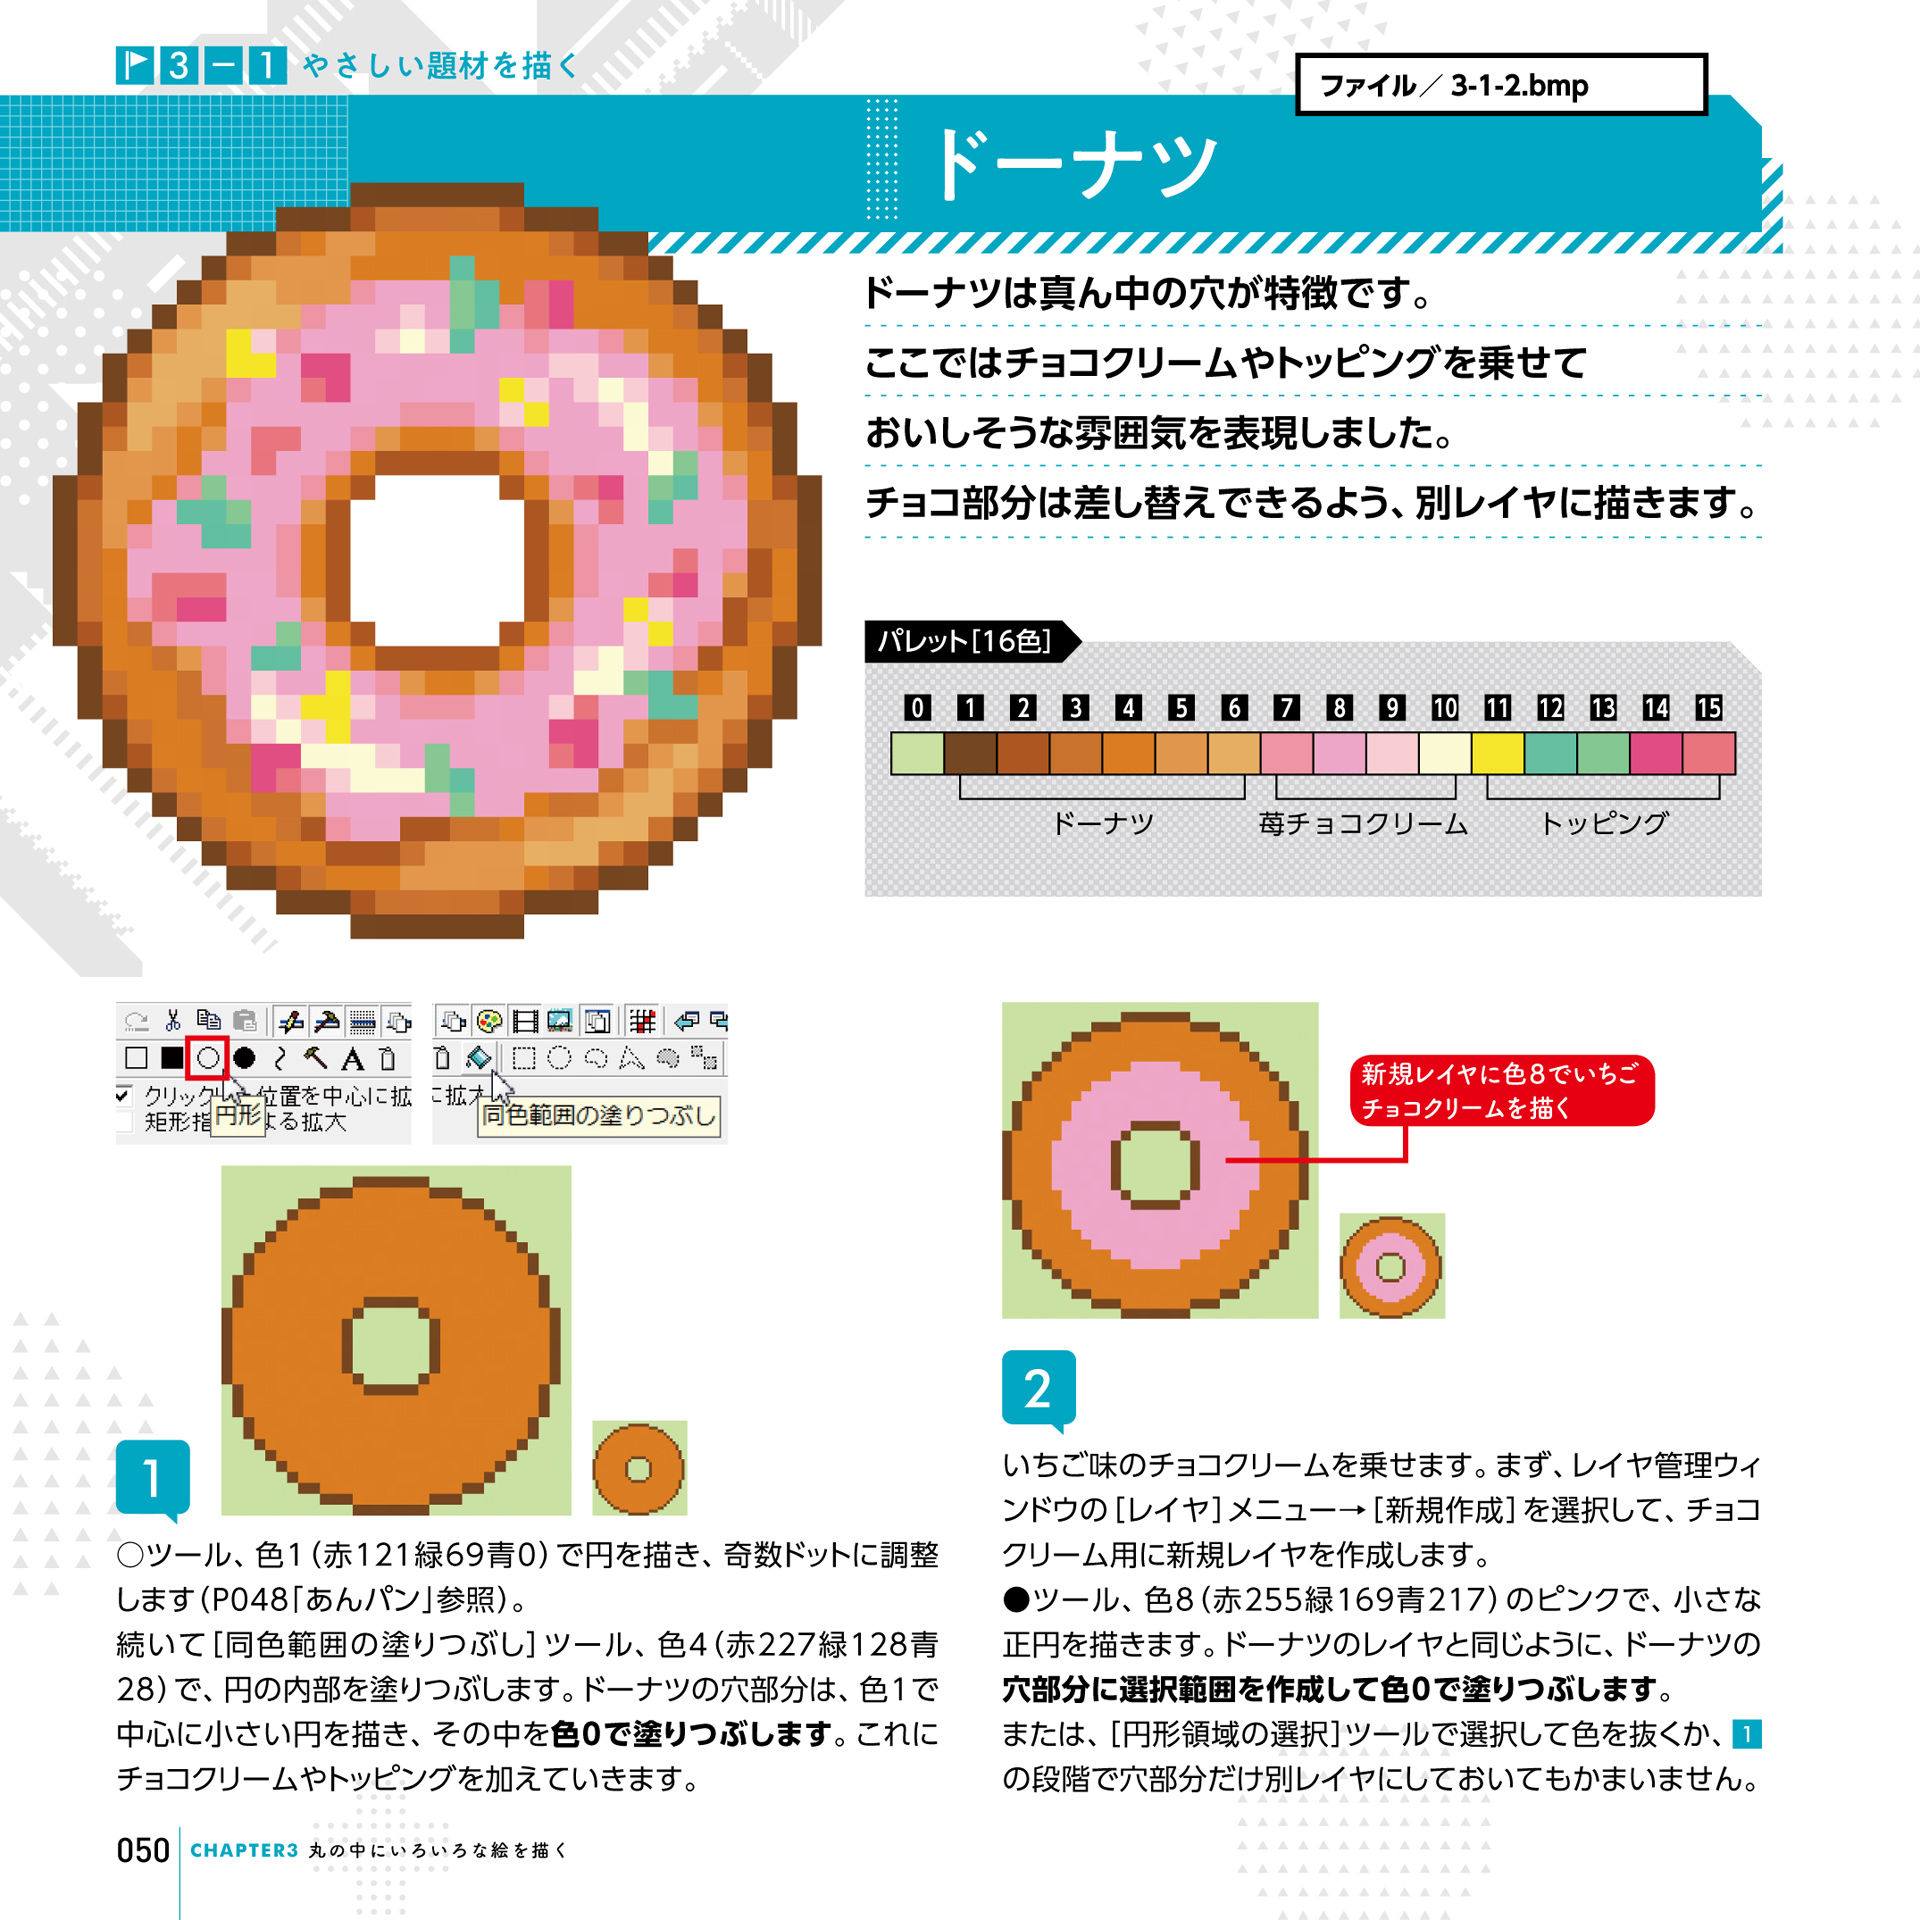 3-1 やさしい題材を描く
ファイル／3-1-2.bmp
ドーナツ
ドーナツは真ん中の穴が特徴です。
ここではチョコクリームやトッピングを乗せて
おいしそうな雰囲気を表現しました。
チョコ部分は差し替えできるよう、別レイヤに描きます。
パレット[16色]
0 1 2 3 4 5 6 7 8 9 10 11 12 13 14 15
ドーナツ 苺チョコクリーム トッピング
A
クリック 位置を中心に拡
矩形指 よる拡大
円形
に拡大
同色範囲の塗りつぶし
1
○ツール、色1（赤121緑69青0）で円を描き、奇数ドットに調整
します（P048「あんパン」参照）。
続いて［同色範囲の塗りつぶし］ツール、色4（赤227緑128青
28）で、円の内部を塗りつぶします。ドーナツの穴部分は、色1で
中心に小さい円を描き、その中を色0で塗りつぶします。これに
チョコクリームやトッピングを加えていきます。
新規レイヤに色8でいちご
チョコクリームを描く
2
いちご味のチョコクリームを乗せます。まず、レイヤ管理ウィ
ンドウの［レイヤ］メニュー→［新規作成］を選択して、チョコ
クリーム用に新規レイヤを作成します。
●ツール、色8（赤255緑169青217）のピンクで、小さな
正円を描きます。ドーナツのレイヤと同じように、ドーナツの
穴部分に選択範囲を作成して色0で塗りつぶします。
または、［円形領域の選択］ツールで選択して色を抜くか、1
の段階で穴部分だけ別レイヤにしておいてもかまいません。
050 CHAPTER3 丸の中にいろいろな絵を描く